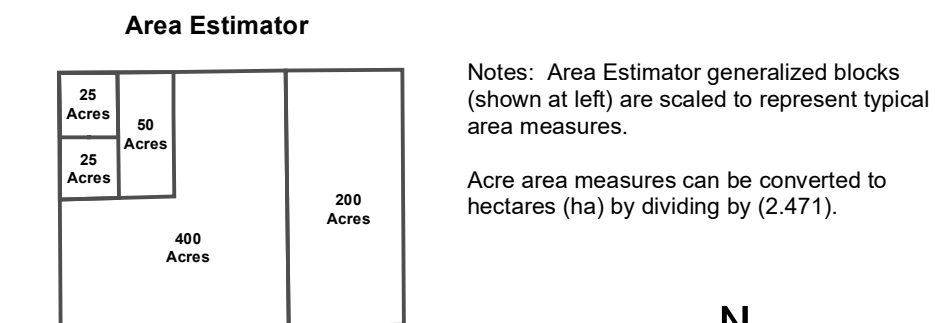 Area Estimator
25
Acres
50
Acres
25
Acres
200
Acres
400
Acres
Notes:  Area Estimator generalized blocks
(shown at left) are scaled to represent typical
area measures.
Acre area measures can be converted to
hectares (ha) by dividing by (2.471).
N